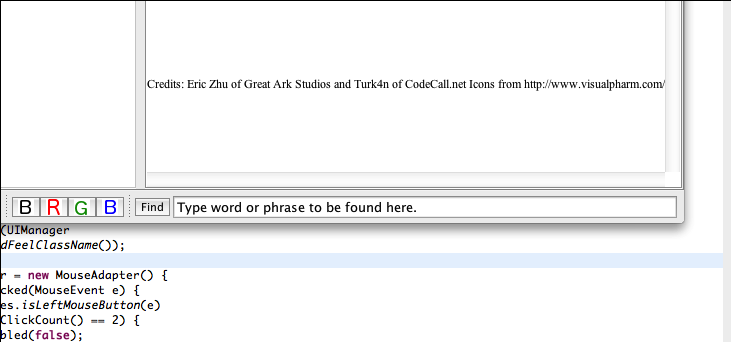 Credits: Eric Zhu of Great Ark Studios and Turk4n of CodeCall.net Icons from http://www.visualpharm.com/
B R G B Find Type word or phrase to be found here.
(UIManager
dFeelClassName());
r = new MouseAdapter() {
cked(MouseEvent e) {
es.isLeftMouseButton(e)
ClickCount() == 2) {
bled(false);